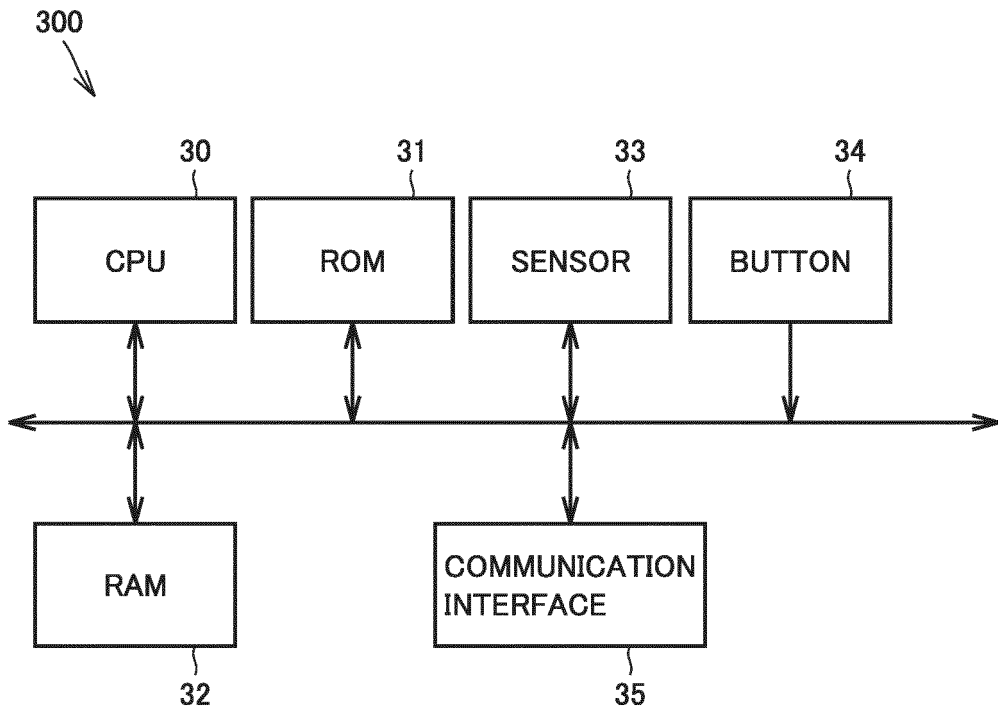 300
30
31
33
34
CPU
ROM
SENSOR
BUTTON
RAM
COMMUNICATION
INTERFACE
32
35